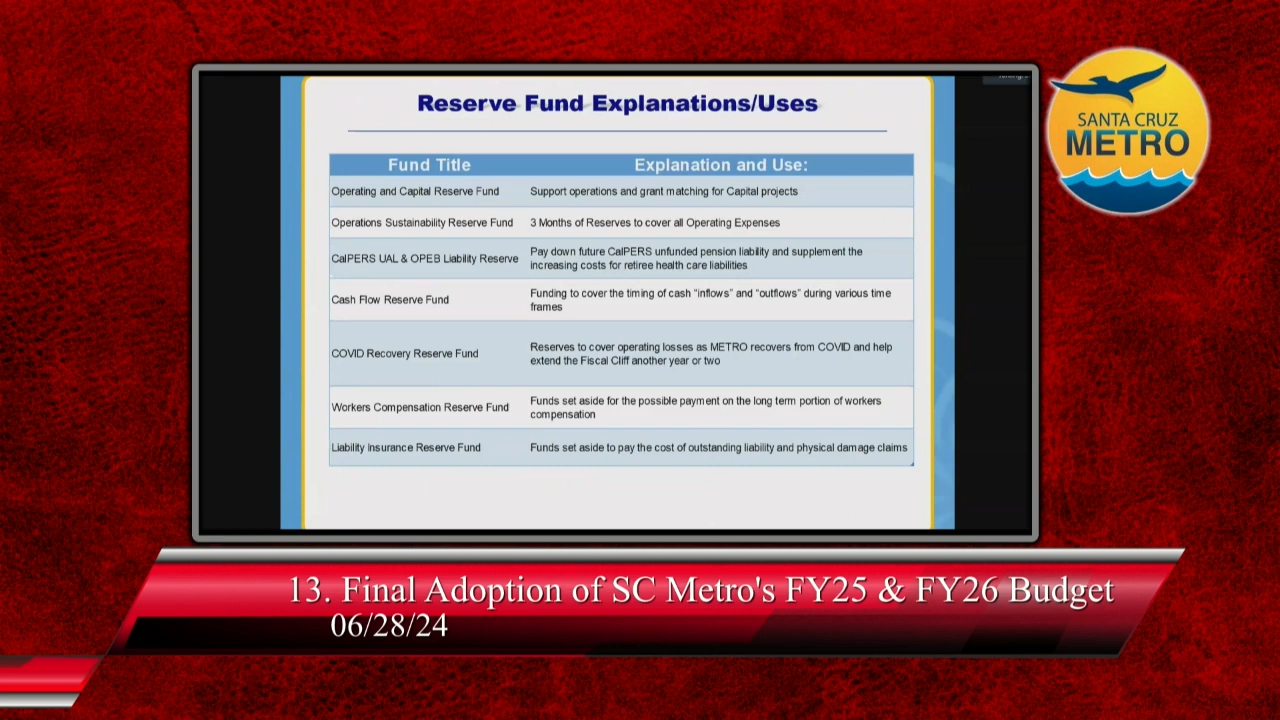 Reserve Fund Explanations/Uses
Fund Title Explanation and Use:
Operating and Capital Reserve Fund Support operations and grant matching for Capital projects
Operations Sustainability Reserve Fund 3 Months of Reserves to cover all Operating Expenses
CalPERS UAL & OPEB Liability Reserve Pay down future CalPERS unfunded pension liability and supplement the
increasing costs for retiree health care liabilities
Cash Flow Reserve Fund Funding to cover the timing of cash “inflows” and “outflows” during various time
frames
COVID Recovery Reserve Fund Reserves to cover operating losses as METRO recovers from COVID and help
extend the Fiscal Cliff another year or two
Workers Compensation Reserve Fund Funds set aside for the possible payment on the long term portion of workers
compensation
Liability Insurance Reserve Fund Funds set aside to pay the cost of outstanding liability and physical damage claims
SANTA CRUZ
METRO
13. Final Adoption of SC Metro's FY25 & FY26 Budget
06/28/24